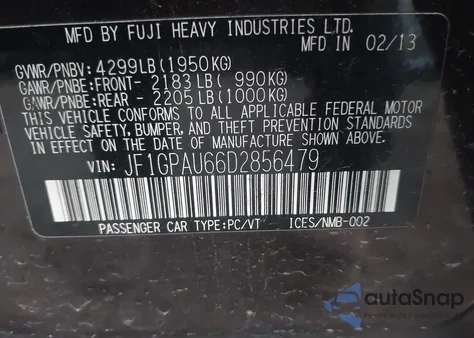 MFD BY FUJI HEAVY INDUSTRIES LTD.
MFD IN 02/13
GVWR/PNBV: 4299LB (1950KG)
GAWR/PNBE: FRONT- 2183 LB ( 990KG)
GAWR/PNBE: REAR - 2205 LB (1000KG)
THIS VEHICLE CONFORMS TO ALL APPLICABLE FEDERAL MOTOR
VEHICLE SAFETY, BUMPER, AND THEFT PREVENTION STANDARDS
IN EFFECT ON THE DATE OF MANUFACTURE SHOWN ABOVE.
VIN: JF1GPAU66D2856479
PASSENGER CAR TYPE:PC/VT ICES/NMB-002
autoSnap